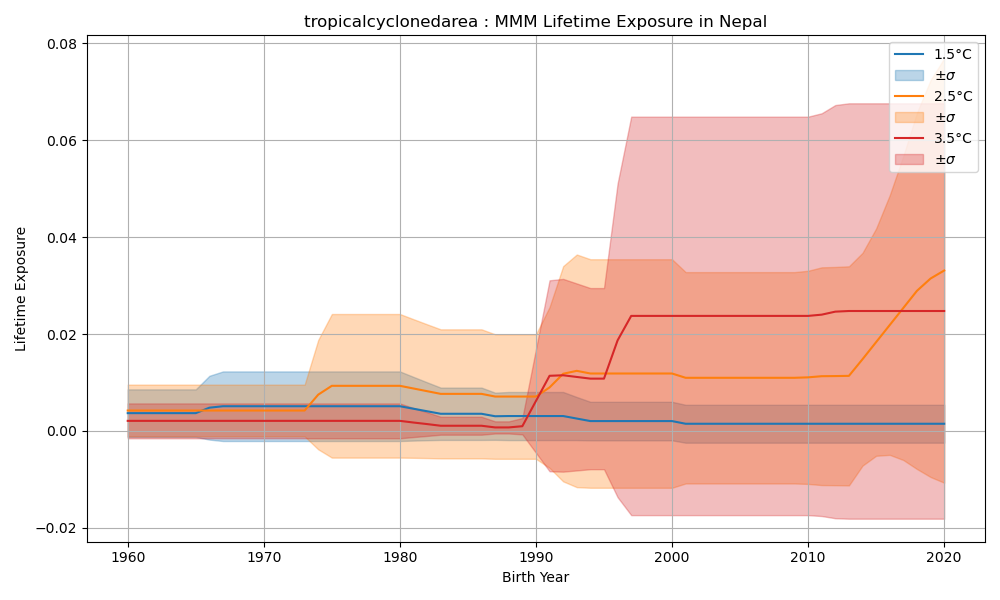 tropicalcyclonedarea : MMM Lifetime Exposure in Nepal
0.08
0.06
0.04
0.02
0.00
−0.02
Lifetime Exposure
1960
1970
1980
1990
2000
2010
2020
Birth Year
1.5°C
±σ
2.5°C
±σ
3.5°C
±σ